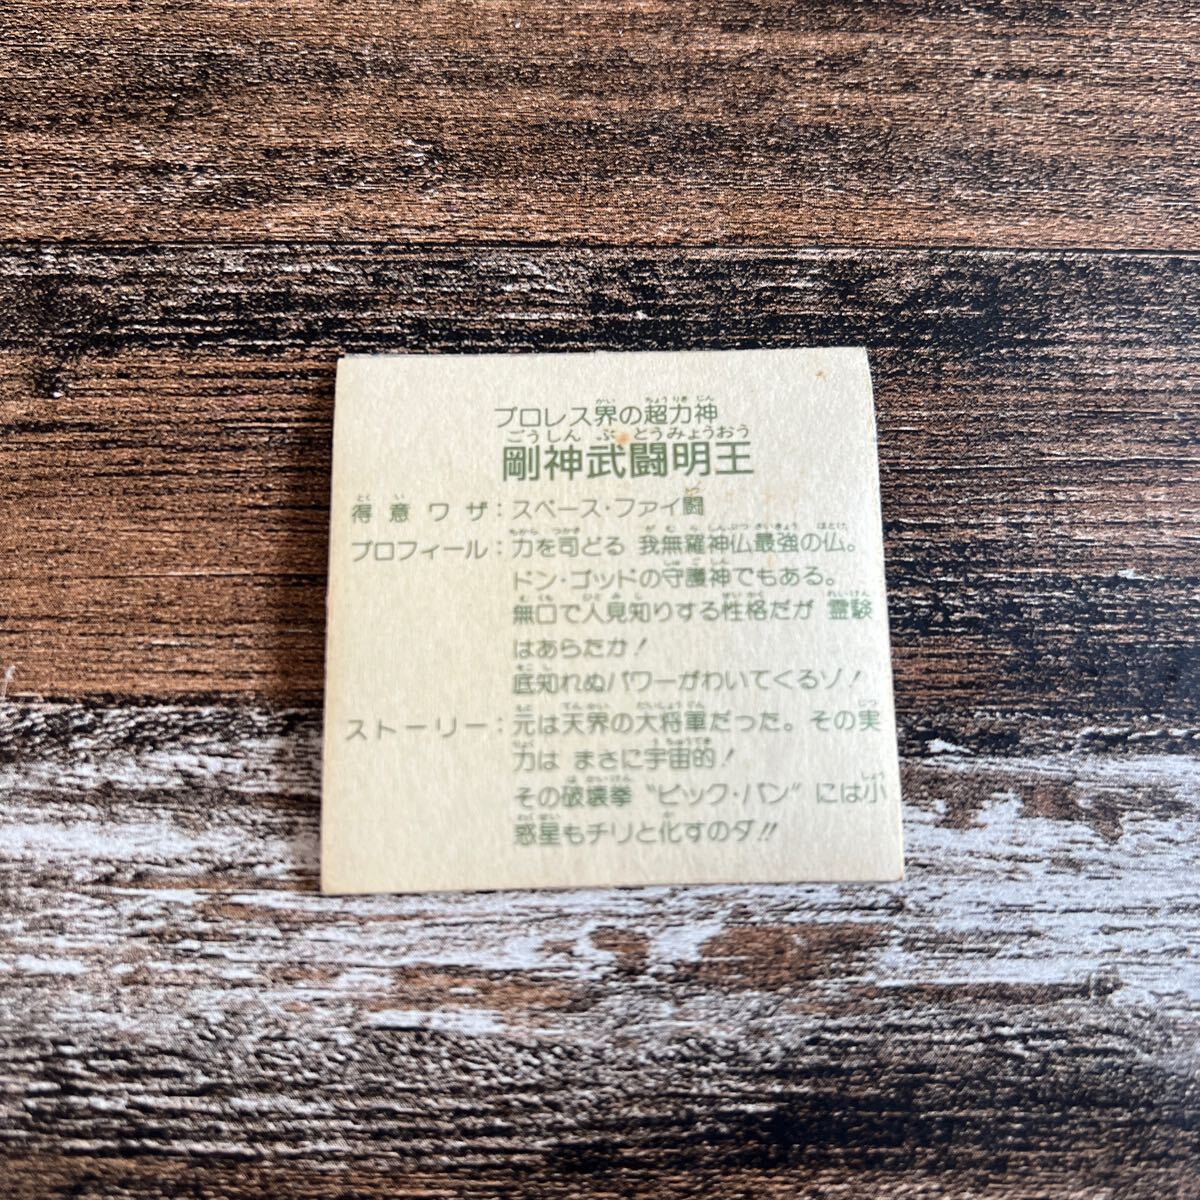 プロレス界の超力神
剛神武闘明王
得意ワザ：スペース・ファイ闘
プロフィール：力を司どる 我無羅神仏最強の仏。
ドン・ゴッドの守護神でもある。
無口で人見知りする性格だが 霊験
はあらたか！
底知れぬパワーがわいてくるゾ！
ストーリー：元は天界の大将軍だった。その実
力は まさに宇宙的！
その破壊拳“ビック・バン”には小
惑星もチリと化すのダ!!